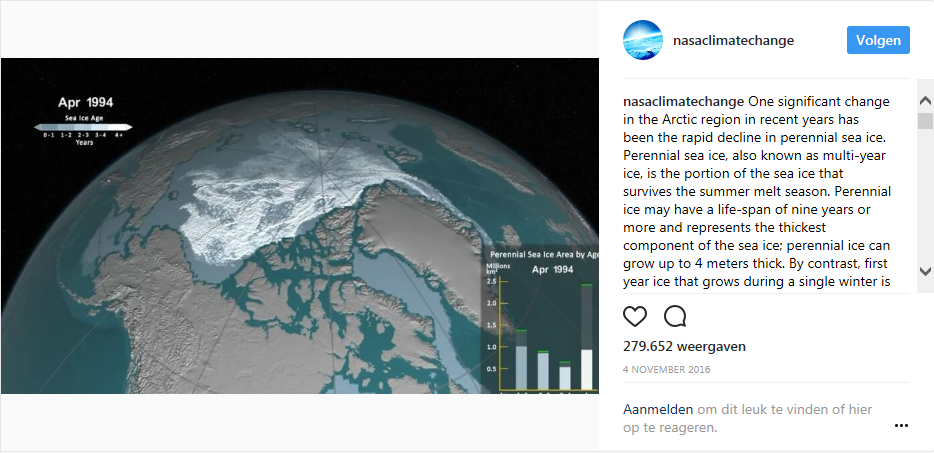 Apr 1994
Sea Ice Age
0-1 1-2 2-3 3-4 4+
Years
Perennial Sea Ice Area by Age
Millions
km²
Apr 1994
2.5
2.0
1.5
1.0
0.5
nasaclimatechange
Volgen
nasaclimatechange One significant change
in the Arctic region in recent years has
been the rapid decline in perennial sea ice.
Perennial sea ice, also known as multi-year
ice, is the portion of the sea ice that
survives the summer melt season. Perennial
ice may have a life-span of nine years or
more and represents the thickest
component of the sea ice; perennial ice can
grow up to 4 meters thick. By contrast, first
year ice that grows during a single winter is
279.652 weergaven
4 NOVEMBER 2016
Aanmelden om dit leuk te vinden of hier
op te reageren.